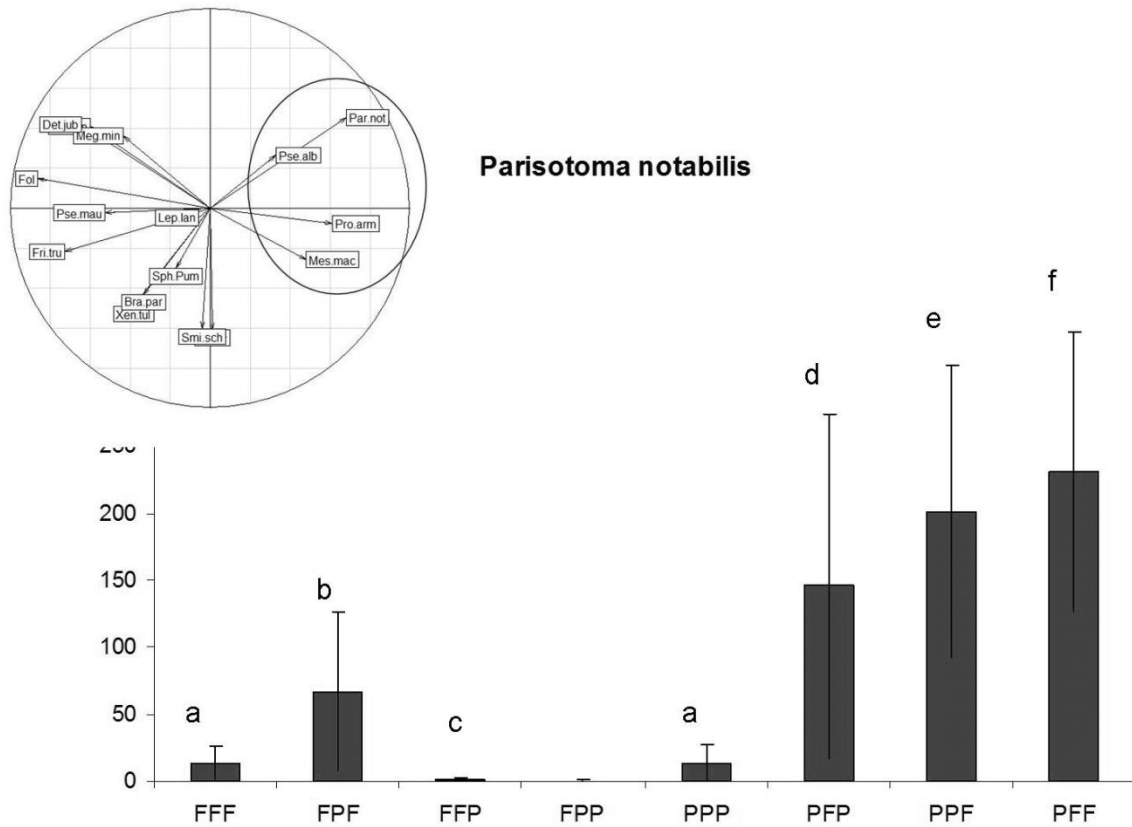 Par.not
Det.jub
Meg.min
Pse.alb
Fol
Pse.mau
Lep.lan
Pro.arm
Fri.tru
Mes.mac
Sph.Pum
Bra.par
Xen.tul
Smi.sch
Parisotoma notabilis
f
e
d
250
200
150
b
100
50
a
c
a
0
FFF FPF FFP FPP PPP PFP PPF PFF